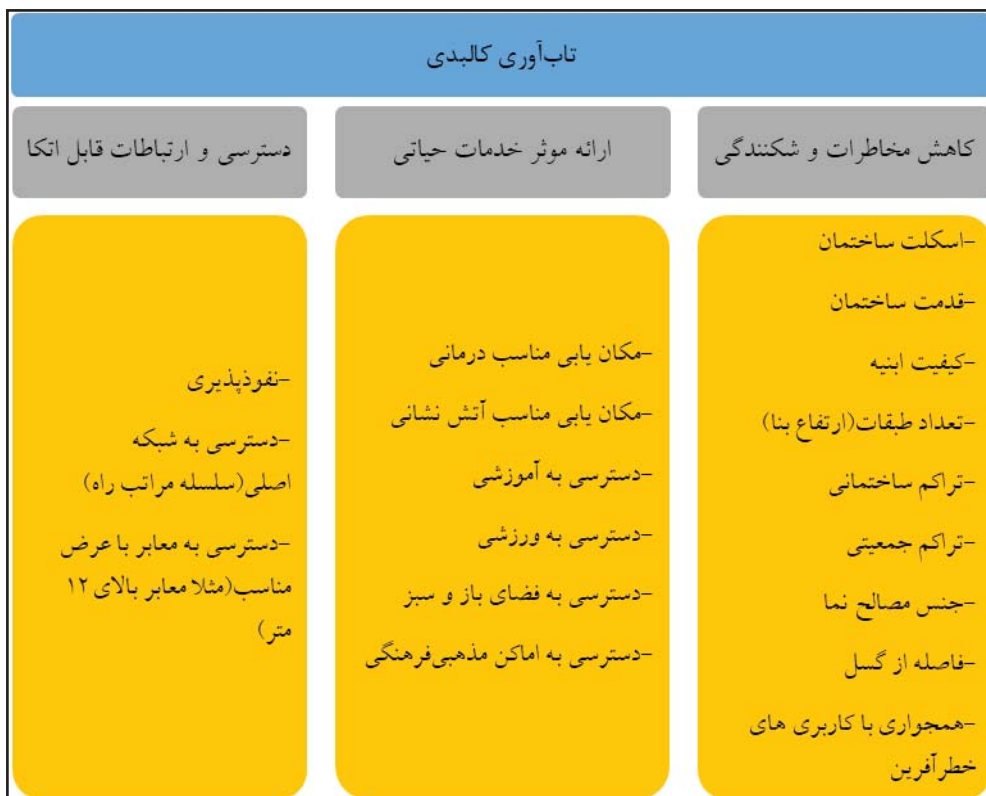 تاب‌آوری کالبدی
کاهش مخاطرات و شکنندگی
-اسکلت ساختمان
-قدمت ساختمان
-کیفیت ابنیه
-تعداد طبقات(ارتفاع بنا)
-تراکم ساختمانی
-تراکم جمعیتی
-جنس مصالح نما
-فاصله از گسل
-همجواری با کاربری های
خطرآفرین
ارائه موثر خدمات حیاتی
-مکان یابی مناسب درمانی
-مکان یابی مناسب آتش نشانی
-دسترسی به آموزشی
-دسترسی به ورزشی
-دسترسی به فضای باز و سبز
-دسترسی به اماکن مذهبی‌فرهنگی
دسترسی و ارتباطات قابل اتکا
-نفوذپذیری
-دسترسی به شبکه
اصلی(سلسله مراتب راه)
-دسترسی به معابر با عرض
مناسب(مثلا معابر بالای ۱۲
متر)